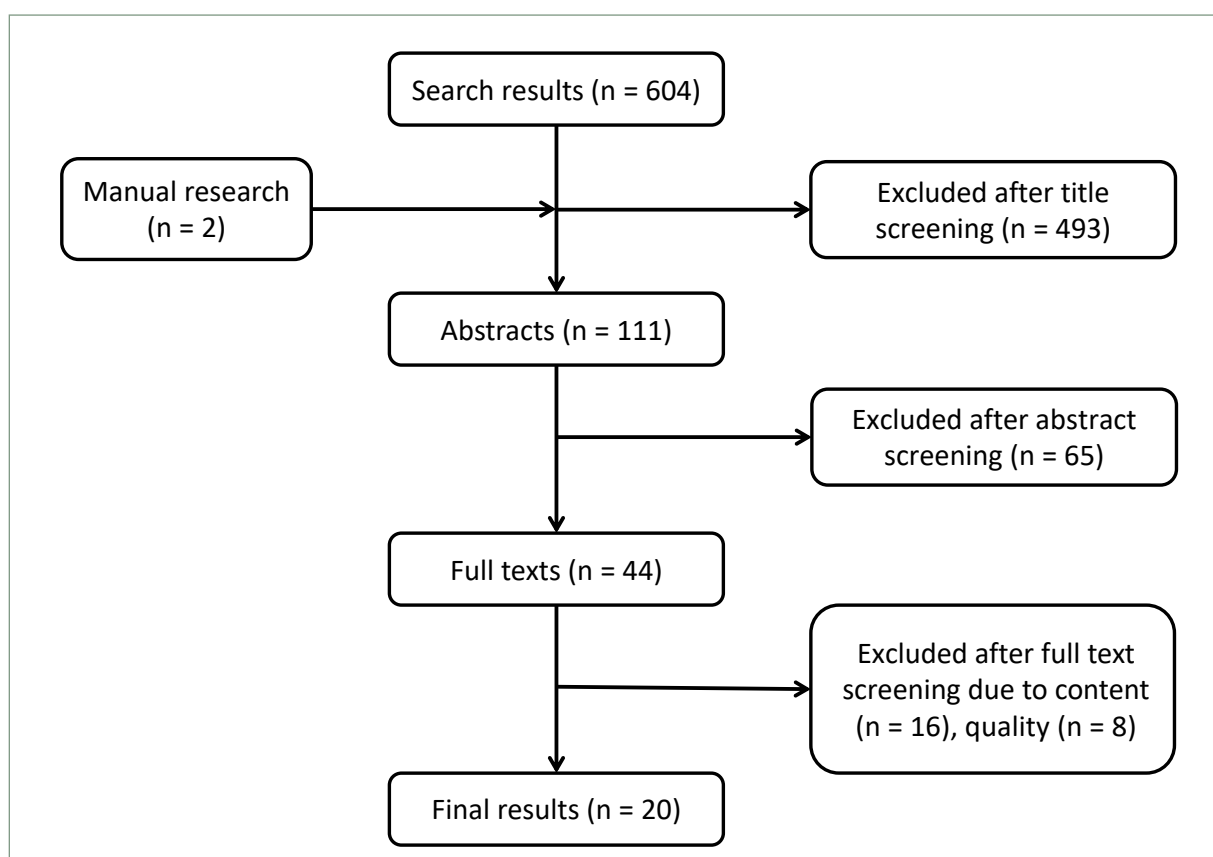 Search results (n = 604)
Manual research
(n = 2)
Excluded after title
screening (n = 493)
Abstracts (n = 111)
Excluded after abstract
screening (n = 65)
Full texts (n = 44)
Excluded after full text
screening due to content
(n = 16), quality (n = 8)
Final results (n = 20)